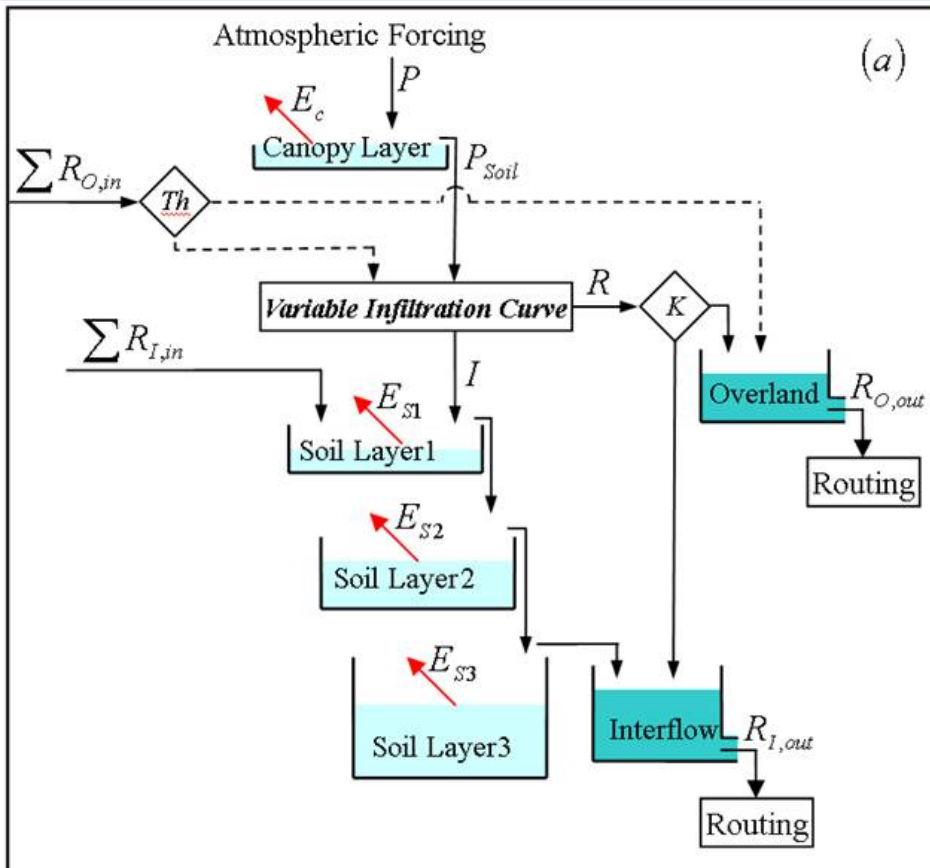 Atmospheric Forcing
(a)
P
E_c
Canopy Layer
P_Soil
∑ R_O,in
Th
Variable Infiltration Curve
R
K
∑ R_I,in
I
E_S1
Soil Layer1
Overland
R_O,out
Routing
E_S2
Soil Layer2
E_S3
Soil Layer3
Interflow
R_I,out
Routing